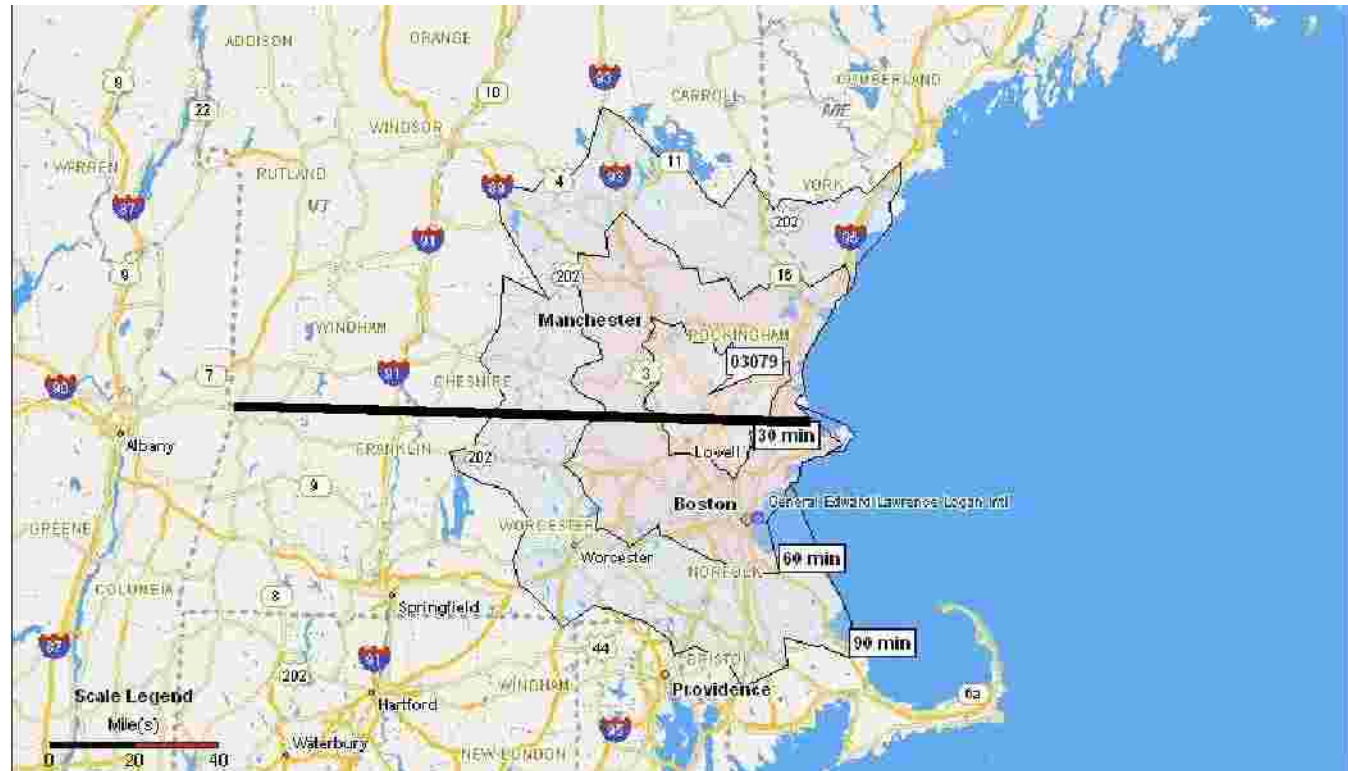 ADDISON
ORANGE
9
93
CUMBERLAND
10
CARROLL
22
ME
WINDSOR
WARREN
11
RUTLAND
4
93
89
YORK
VT
87
202
91
95
9
202
16
Manchester
WINDHAM
ROCKINGHAM
03079
7
91
3
CHESHIRE
90
30 min
Albany
FRANKLIN
Lowell
202
9
Boston
General Edward Lawrence Logan Intl
GREENE
WORCESTER
Worcester
60 min
NORFOLK
COLUMBIA
8
Springfield
90 min
44
91
BRISTOL
202
WINDHAM
Providence
6a
Scale Legend
Hartford
Mile(s)
Waterbury
NEW LONDON
0 20 40